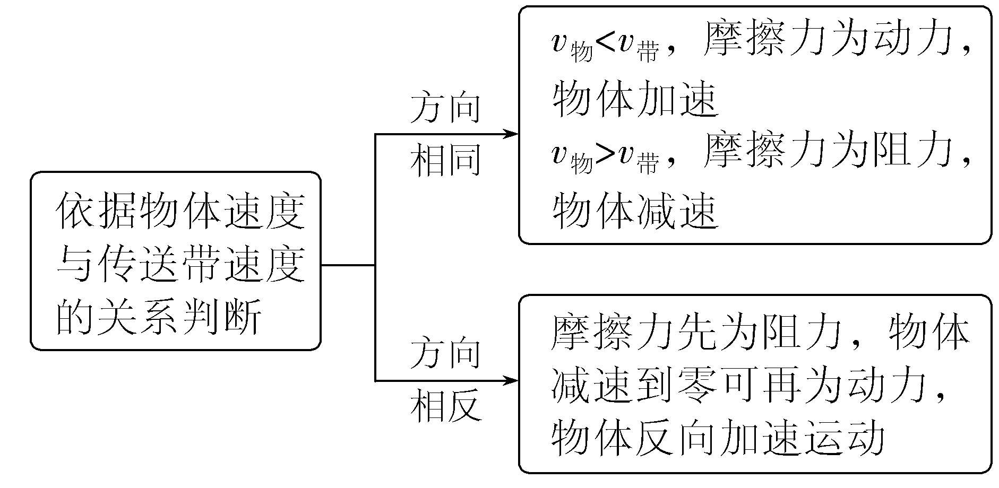 依据物体速度
与传送带速度
的关系判断
方向
相同
v物<v带，摩擦力为动力，
物体加速
v物>v带，摩擦力为阻力，
物体减速
方向
相反
摩擦力先为阻力，物体
减速到零可再为动力，
物体反向加速运动